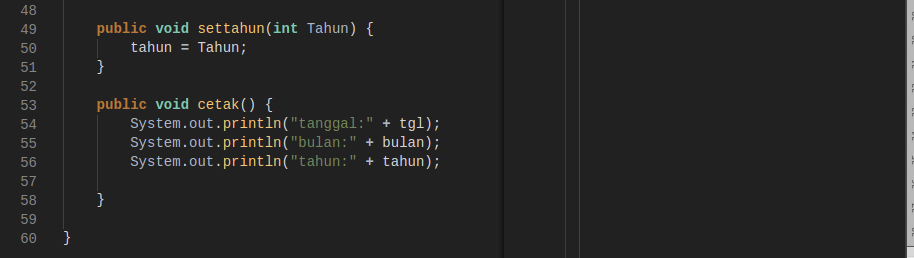 48
49 public void settahun(int Tahun) {
50 tahun = Tahun;
51 }
52
53 public void cetak() {
54 System.out.println("tanggal:" + tgl);
55 System.out.println("bulan:" + bulan);
56 System.out.println("tahun:" + tahun);
57
58 }
59
60 }